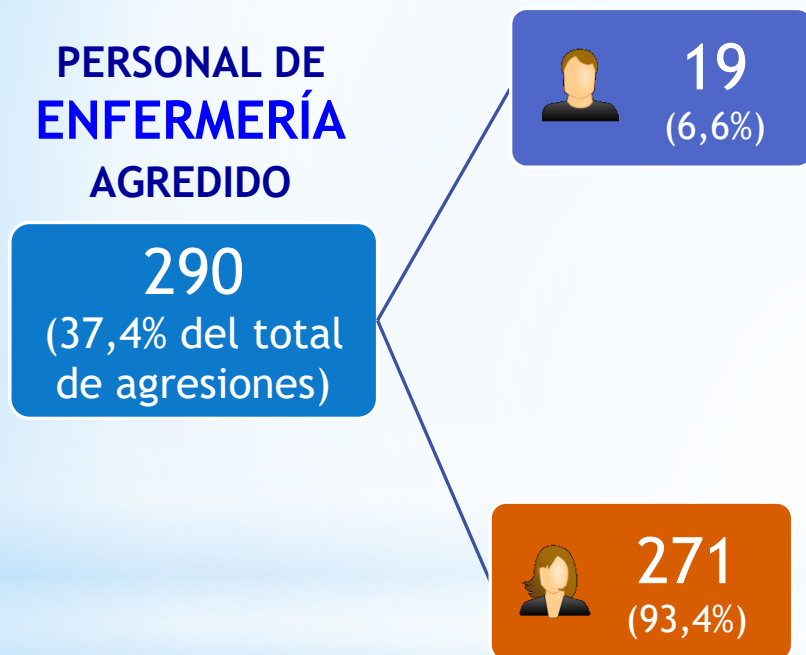 PERSONAL DE
ENFERMERÍA
AGREDIDO
290
(37,4% del total
de agresiones)
19
(6,6%)
271
(93,4%)